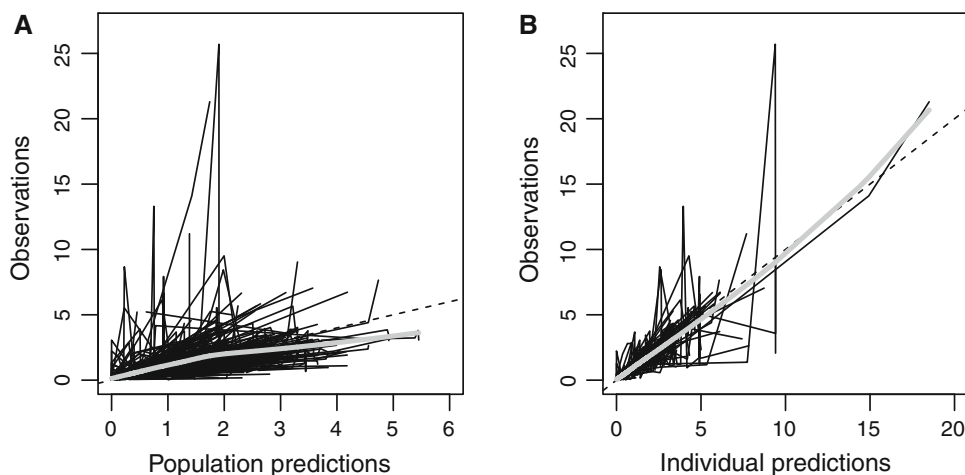 A
B
Observations
25
20
15
10
5
0
0 1 2 3 4 5 6
Population predictions
Observations
25
20
15
10
5
0
0 5 10 15 20
Individual predictions